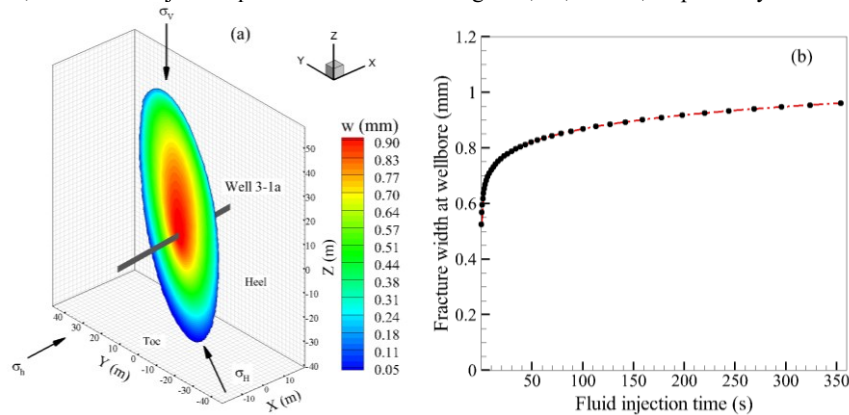 σV
(a)
Z
Y
X
w (mm)
0.90
0.83
0.77
0.70
0.64
0.57
0.51
0.44
0.38
0.31
0.24
0.18
0.11
0.05
Well 3-1a
Heel
Toe
50
40
30
20
10
0
-10
-20
-30
-40
Z (m)
40
30
20
10
0
-10
-20
-30
-40
Y (m)
-10
0
10
X (m)
σh
σH
(b)
1.2
1
0.8
0.6
0.4
0.2
0
Fracture width at wellbore (mm)
50
100
150
200
250
300
350
Fluid injection time (s)